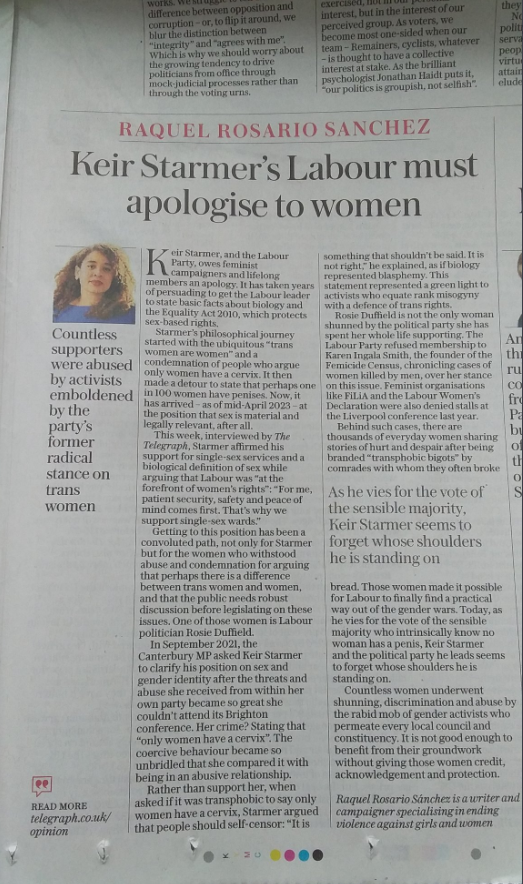 difference between opposition and
corruption – or, to flip it around, we
blur the distinction between
“integrity” and “agrees with me”.
Which is why we should worry about
the growing tendency to drive
politicians from office through
mock-judicial processes rather than
through the voting urns.
interest, but in the interest of our
perceived group. As voters, we
become most one-sided when our
team – Remainers, cyclists, whatever
– is thought to have a collective
interest at stake. As the brilliant
psychologist Jonathan Haidt puts it,
“our politics is groupish, not selfish”.
RAQUEL ROSARIO SANCHEZ
Keir Starmer’s Labour must
apologise to women
Countless
supporters
were abused
by activists
emboldened
by the
party’s
former
radical
stance on
trans
women
READ MORE
telegraph.co.uk/
opinion
Keir Starmer, and the Labour
Party, owes feminist
campaigners and lifelong
members an apology. It has taken years
of persuading to get the Labour leader
to state basic facts about biology and
the Equality Act 2010, which protects
sex-based rights.
Starmer’s philosophical journey
started with the ubiquitous “trans
women are women” and a
condemnation of people who argue
only women have a cervix. It then
made a detour to state that perhaps one
in 100 women have penises. Now, it
has arrived – as of mid-April 2023 – at
the position that sex is material and
legally relevant, after all.
This week, interviewed by The
Telegraph, Starmer affirmed his
support for single-sex services and a
biological definition of sex while
arguing that Labour was “at the
forefront of women’s rights”: “For me,
patient security, safety and peace of
mind comes first. That’s why we
support single-sex wards.”
Getting to this position has been a
convoluted path, not only for Starmer
but for the women who withstood
abuse and condemnation for arguing
that perhaps there is a difference
between trans women and women,
and that the public needs robust
discussion before legislating on these
issues. One of those women is Labour
politician Rosie Duffield.
In September 2021, the
Canterbury MP asked Keir Starmer
to clarify his position on sex and
gender identity after the threats and
abuse she received from within her
own party became so great she
couldn’t attend its Brighton
conference. Her crime? Stating that
“only women have a cervix”. The
coercive behaviour became so
unbridled that she compared it with
being in an abusive relationship.
Rather than support her, when
asked if it was transphobic to say only
women have a cervix, Starmer argued
that people should self-censor: “It is
something that shouldn’t be said. It is
not right,” he explained, as if biology
represented blasphemy. This
statement represented a green light to
activists who equate rank misogyny
with a defence of trans rights.
Rosie Duffield is not the only woman
shunned by the political party she has
spent her whole life supporting. The
Labour Party refused membership to
Karen Ingala Smith, the founder of the
Femicide Census, chronicling cases of
women killed by men, over her stance
on this issue. Feminist organisations
like FiLiA and the Labour Women’s
Declaration were also denied stalls at
the Liverpool conference last year.
Behind such cases, there are
thousands of everyday women sharing
stories of hurt and despair after being
branded “transphobic bigots” by
comrades with whom they often broke
As he vies for the vote of
the sensible majority,
Keir Starmer seems to
forget whose shoulders
he is standing on
bread. Those women made it possible
for Labour to finally find a practical
way out of the gender wars. Today, as
he vies for the vote of the sensible
majority who intrinsically know no
woman has a penis, Keir Starmer
and the political party he leads seems
to forget whose shoulders he is
standing on.
Countless women underwent
shunning, discrimination and abuse by
the rabid mob of gender activists who
permeate every local council and
constituency. It is not good enough to
benefit from their groundwork
without giving those women credit,
acknowledgement and protection.
Raquel Rosario Sánchez is a writer and
campaigner specialising in ending
violence against girls and women